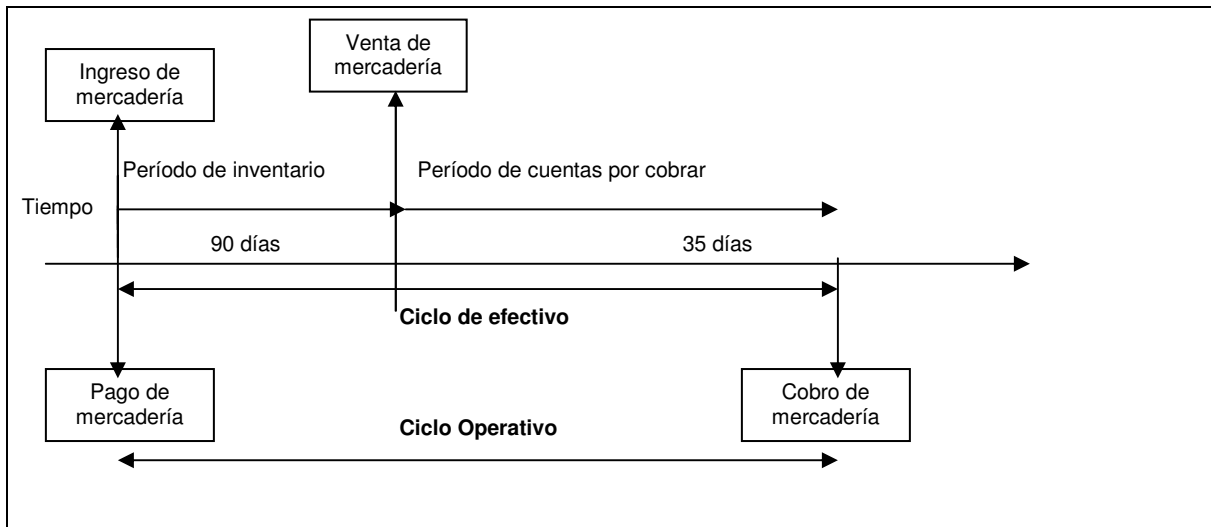 Venta de
mercadería
Ingreso de
mercadería
Período de inventario
Período de cuentas por cobrar
Tiempo
90 días
35 días
Ciclo de efectivo
Pago de
mercadería
Cobro de
mercadería
Ciclo Operativo